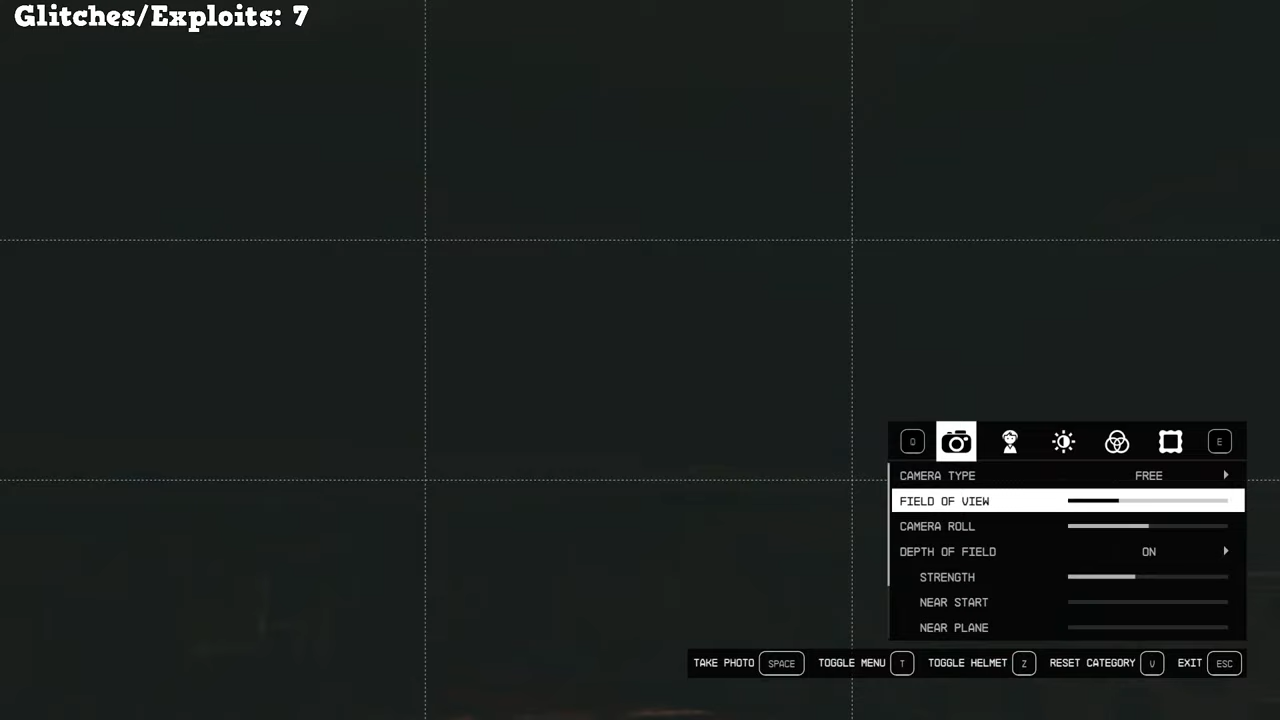 Glitches/Exploits: 7
Q E
CAMERA TYPE FREE
FIELD OF VIEW
CAMERA ROLL
DEPTH OF FIELD ON
STRENGTH
NEAR START
NEAR PLANE
TAKE PHOTO SPACE TOGGLE MENU T TOGGLE HELMET Z RESET CATEGORY V EXIT ESC